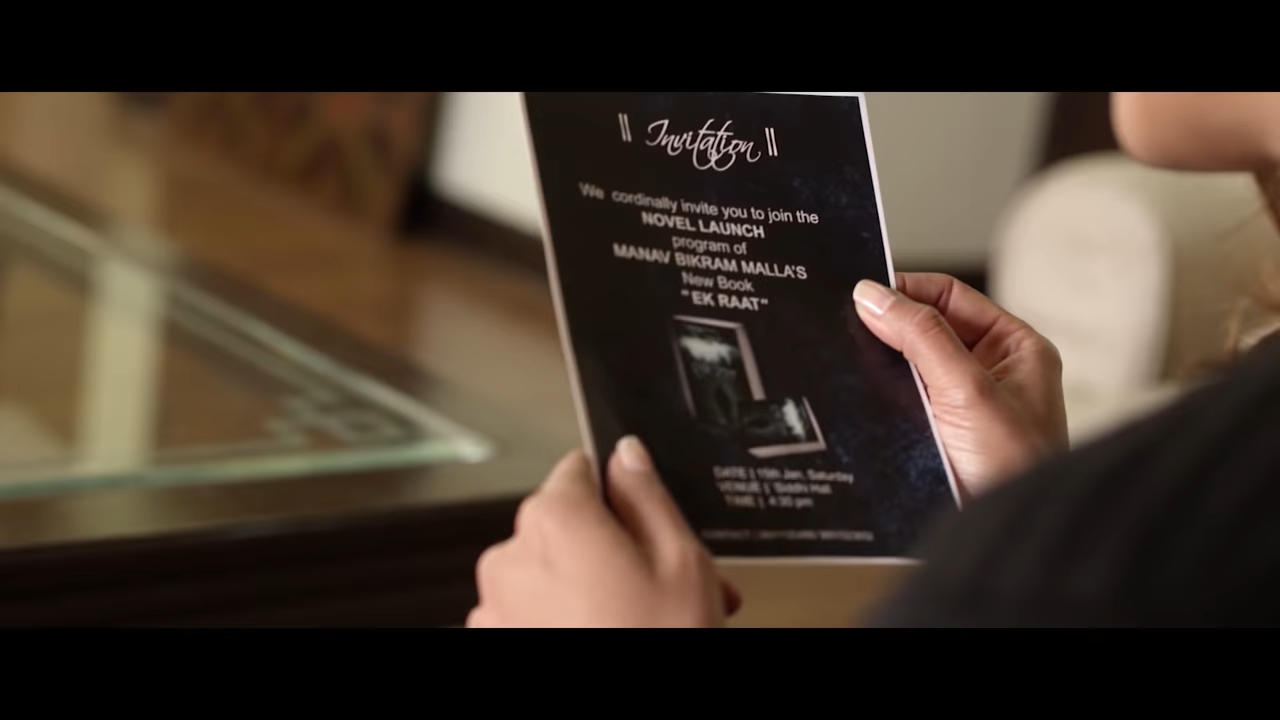 || Invitation ||
We cordinally invite you to join the
NOVEL LAUNCH
program of
MANAV BIKRAM MALLA'S
New Book
" EK RAAT"
DATE | 15th Jan, Saturday
VENUE | Siddhi Hall
TIME | 4:30 pm